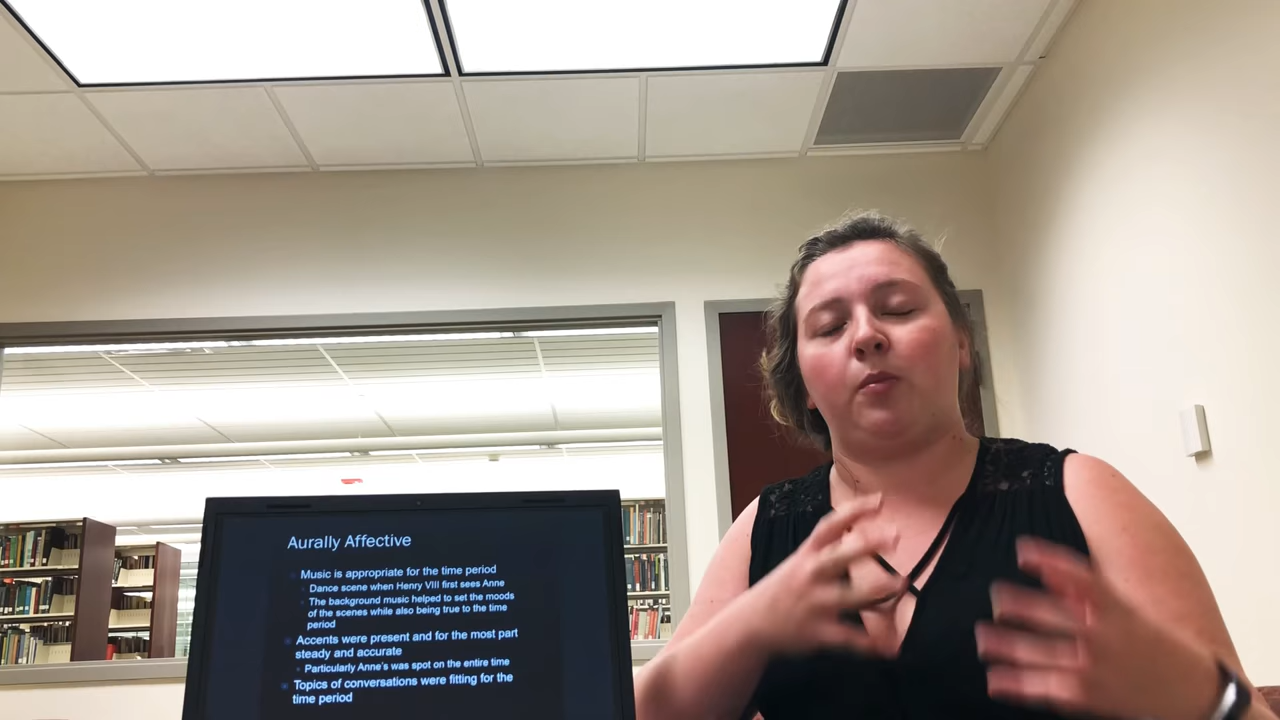 Aurally Affective
Music is appropriate for the time period
Dance scene when Henry VIII first sees Anne
The background music helped to set the moods
of the scenes while also being true to the time
period
Accents were present and for the most part
steady and accurate
Particularly Anne's was spot on the entire time
Topics of conversations were fitting for the
time period